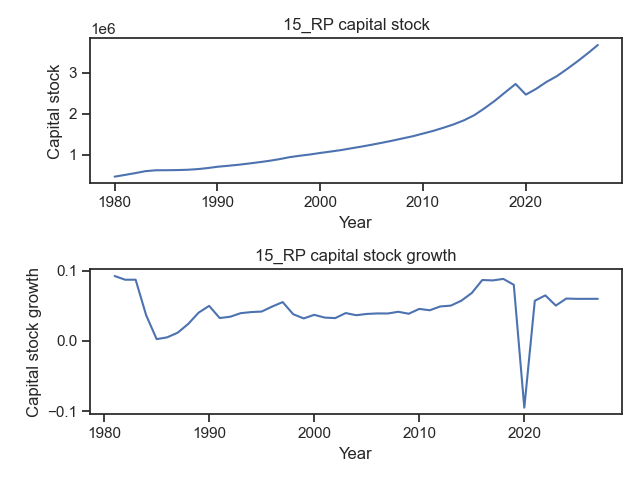 15_RP capital stock
1e6
Capital stock
3
2
1
1980 1990 2000 2010 2020
Year
15_RP capital stock growth
Capital stock growth
0.1
0.0
−0.1
1980 1990 2000 2010 2020
Year